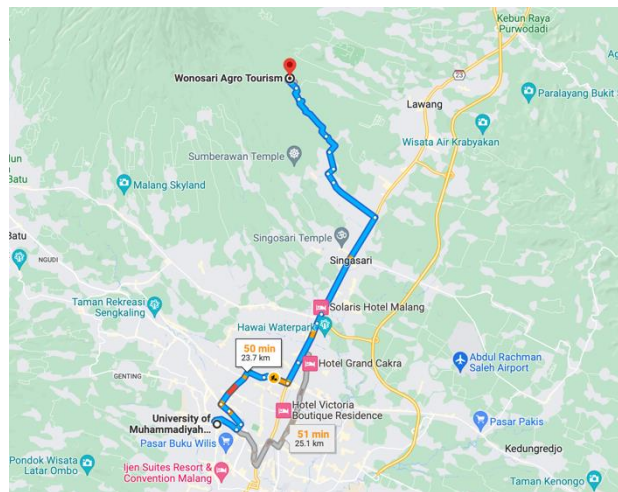 Kebun Raya
Purwodadi
Wonosari Agro Tourism
23
Lawang
Paralayang Bukit
Wisata Air Krabyakan
Sumberawan Temple
Malang Skyland
Batu
Singosari Temple
Batu
NGUDI
Singasari
Taman Rekreasi
Sengkaling
Solaris Hotel Malang
Hawai Waterpark
50 min
23.7 km
Hotel Grand Cakra
Abdul Rachman
Saleh Airport
GENTING
Hotel Victoria
Boutique Residence
University of
Muhammadiyah ...
Pasar Pakis
Pasar Buku Wilis
51 min
25.1 km
Kedungredjo
Pondok Wisata
Latar Ombo
Ijen Suites Resort &
Convention Malang
Taman Kenongo